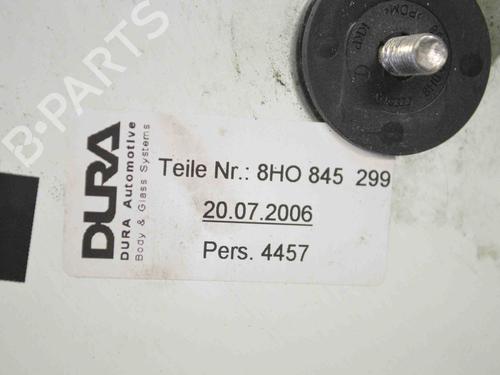 B-PARTS
DURA
DURA Automotive
Body & Glass Systems
Teile Nr.: 8HO 845 299
20.07.2006
Pers. 4457